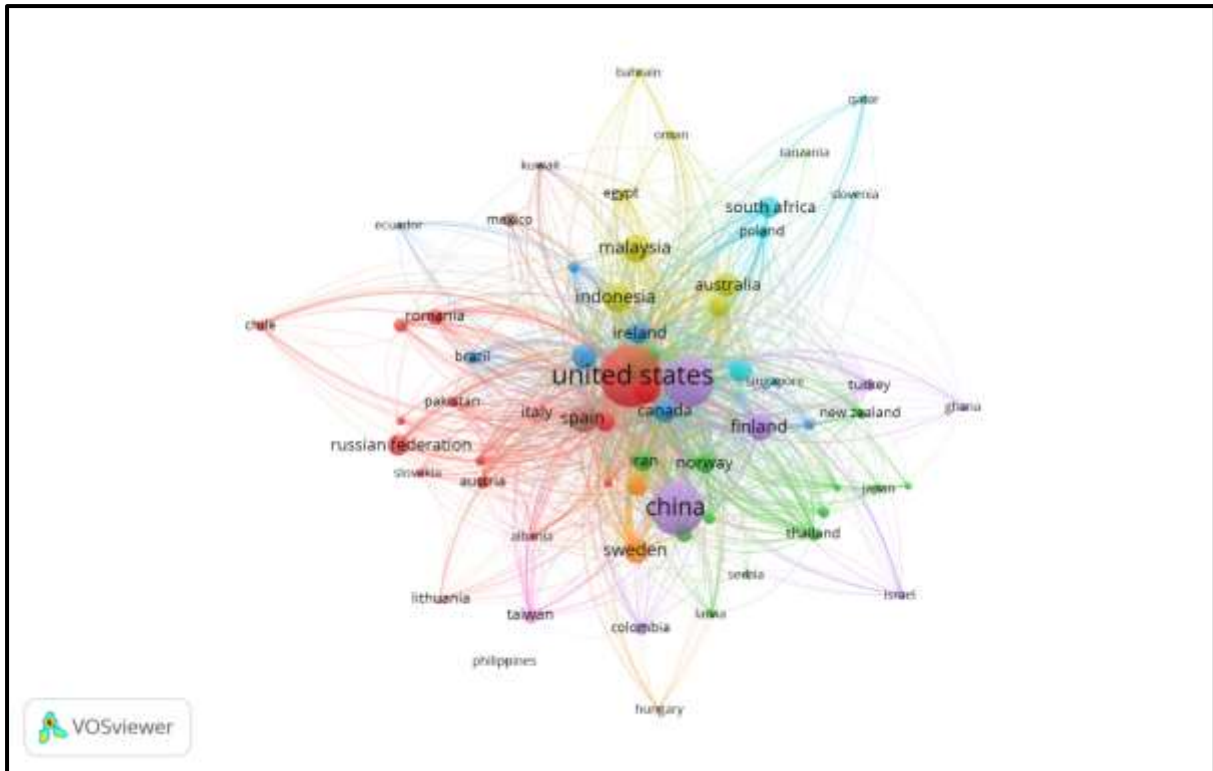 bahrain
qatar
oman
tanzania
kuwait
egypt
slovenia
south africa
mexico
ecuador
poland
malaysia
australia
indonesia
chile
romania
ireland
brazil
united states
singapore
turkey
pakistan
italy
spain
canada
new zealand
ghana
finland
russian federation
iran
norway
slovakia
austria
japan
china
albania
thailand
sweden
serbia
lithuania
israel
taiwan
latvia
colombia
philippines
hungary
VOSviewer